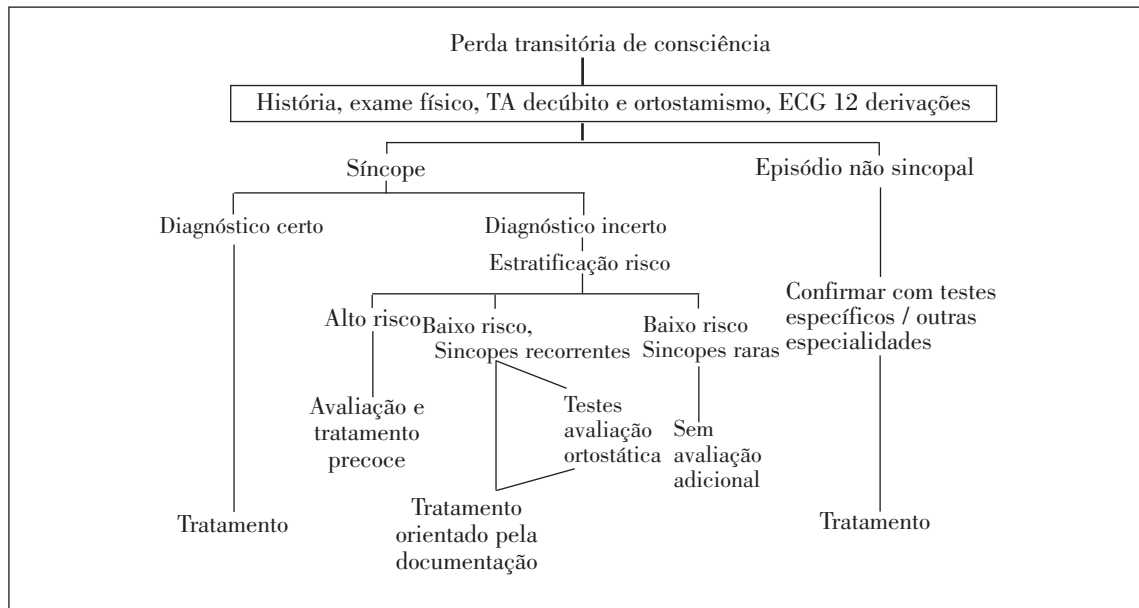 Perda transitória de consciência
História, exame físico, TA decúbito e ortostamismo, ECG 12 derivações
Síncope
Episódio não sincopal
Diagnóstico certo
Diagnóstico incerto
Estratificação risco
Alto risco
Baixo risco,
Sincopes recorrentes
Baixo risco
Sincopes raras
Confirmar com testes
específicos / outras
especialidades
Avaliação e
tratamento
precoce
Testes
avaliação
ortostática
Sem
avaliação
adicional
Tratamento
Tratamento
orientado pela
documentação
Tratamento